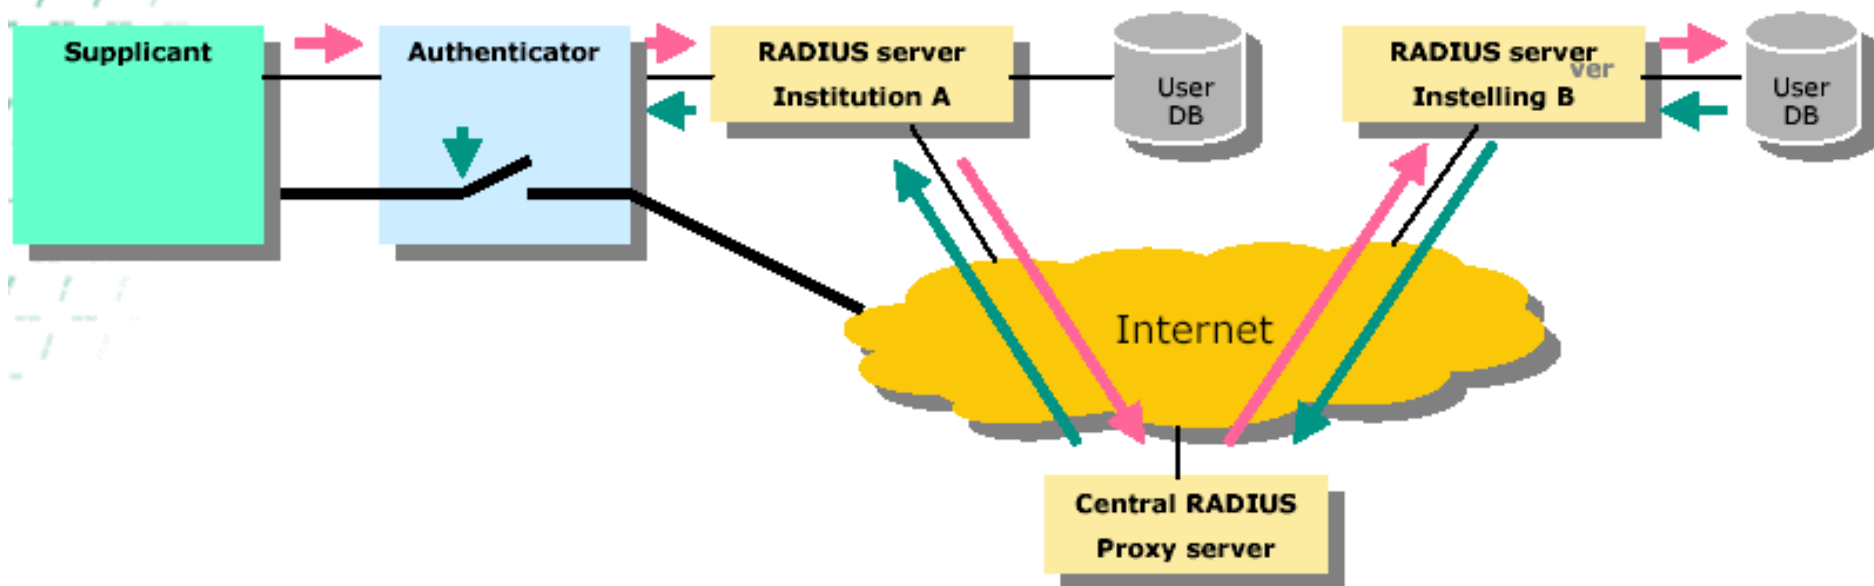 Supplicant
Authenticator
RADIUS server
Institution A
User
DB
RADIUS server
ver
Instelling B
User
DB
Internet
Central RADIUS
Proxy server